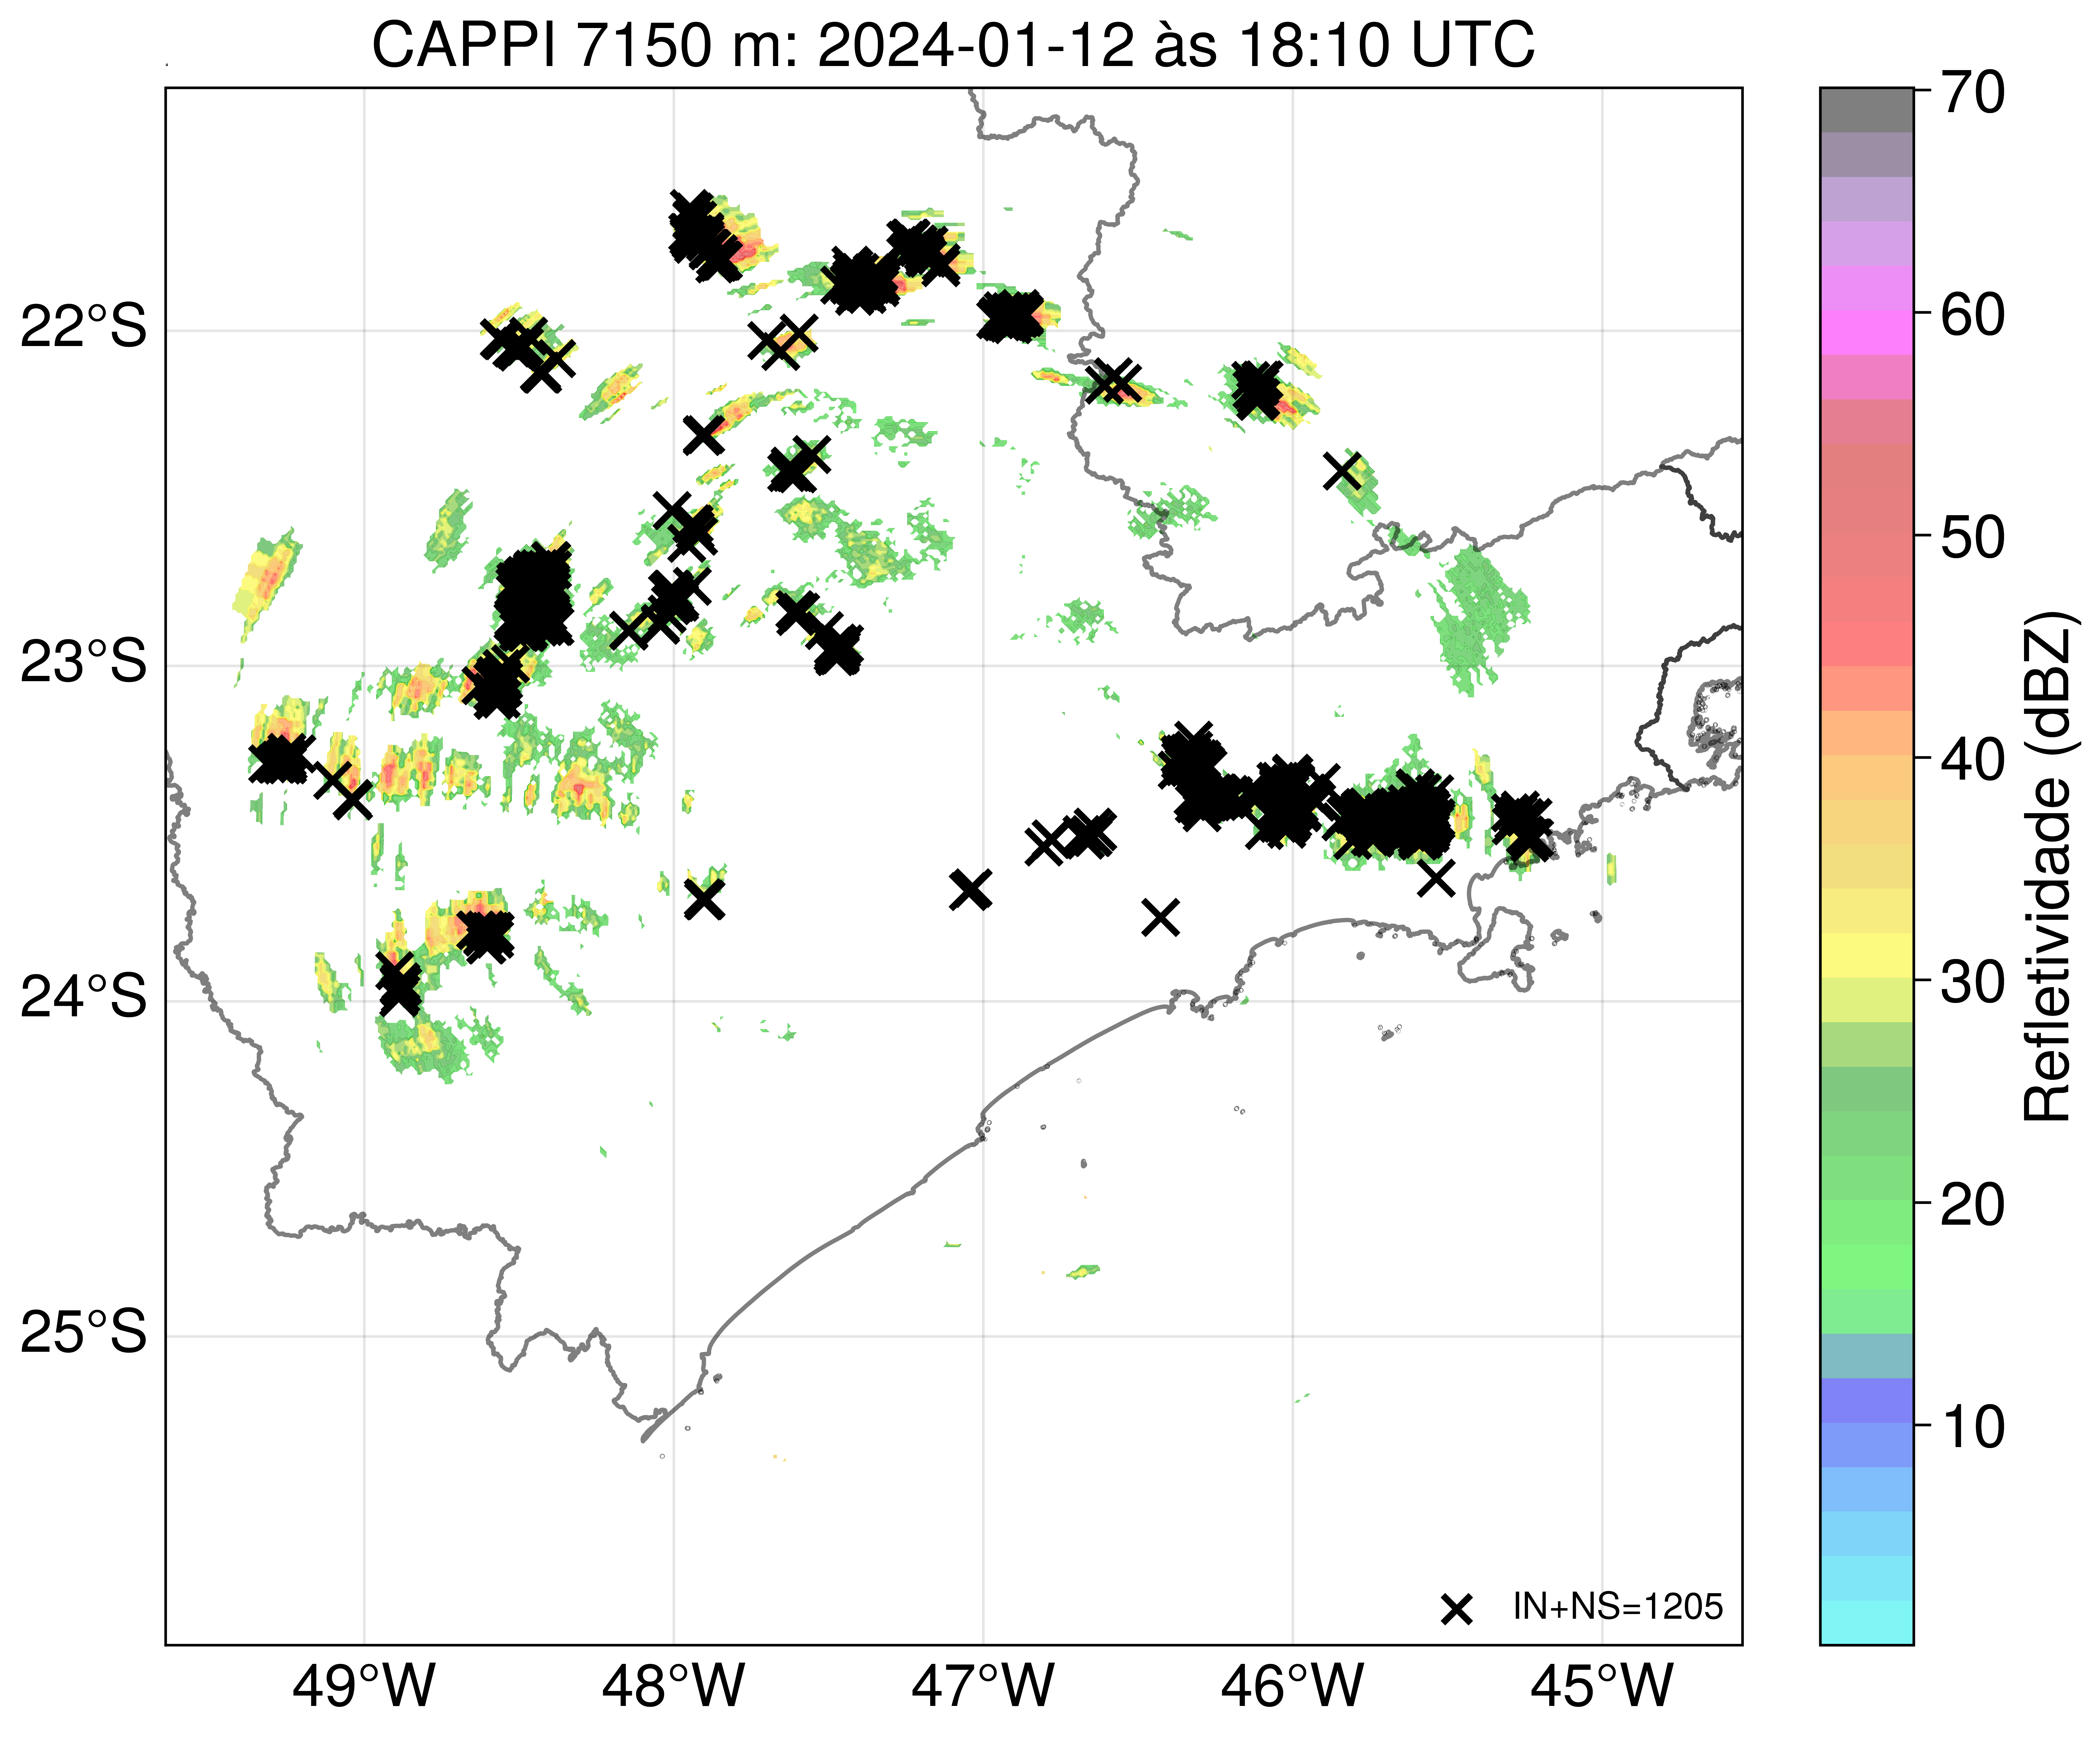 CAPPI 7150 m: 2024-01-12 às 18:10 UTC
22°S
23°S
24°S
25°S
49°W
48°W
47°W
46°W
45°W
IN+NS=1205
70
60
50
40
30
20
10
Refletividade (dBZ)